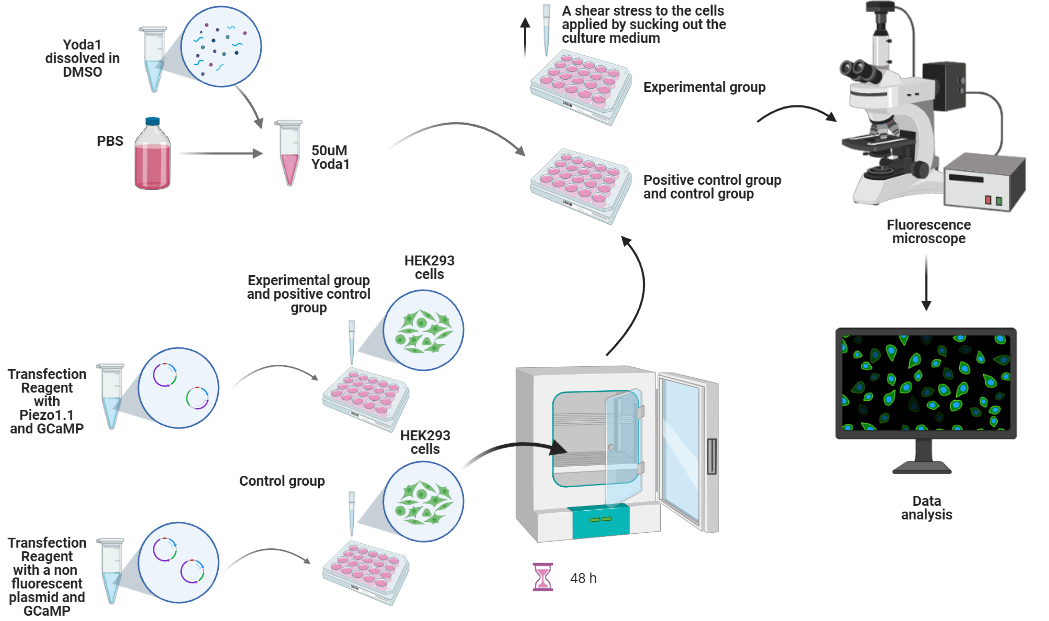 Yoda1
dissolved in
DMSO
PBS
50uM
Yoda1
A shear stress to the cells
applied by sucking out the
culture medium
Experimental group
Positive control group
and control group
Fluorescence
microscope
HEK293
cells
Experimental group
and positive control
group
Transfection
Reagent
with
Piezo1.1
and GCaMP
HEK293
cells
Control group
Transfection
Reagent
with a non
fluorescent
plasmid and
GCaMP
48 h
Data
analysis